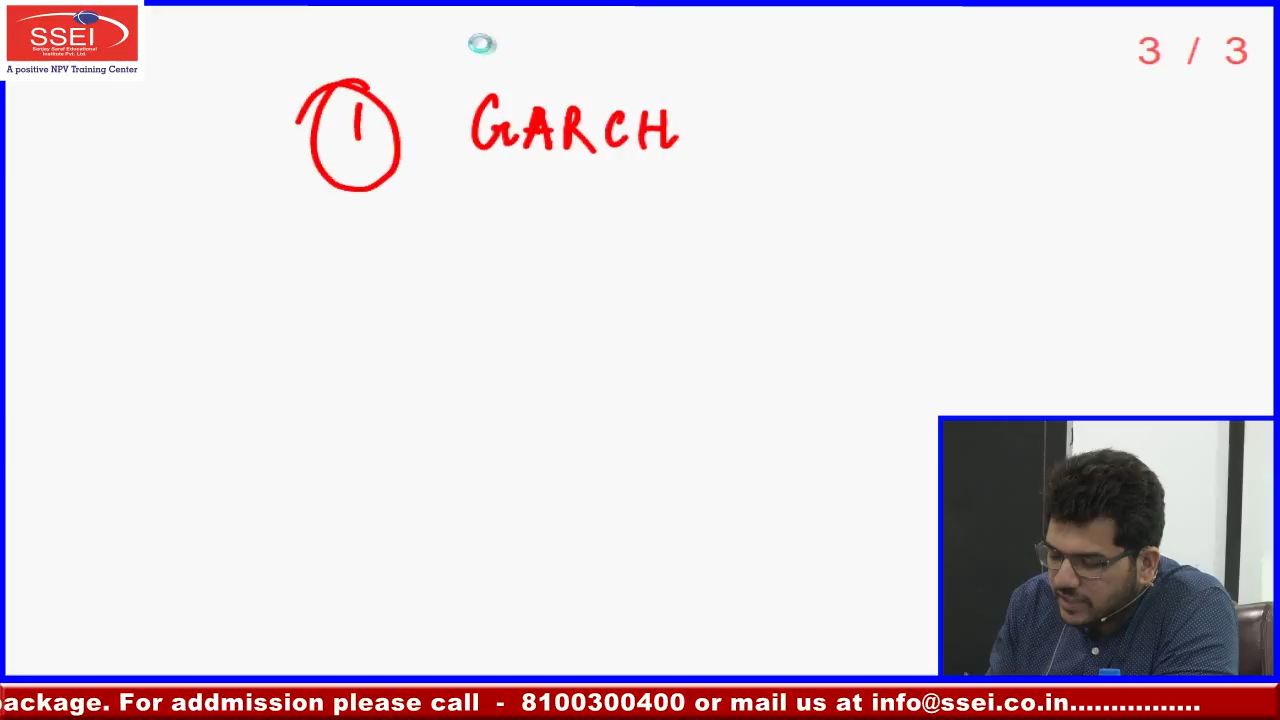 SSEI
Sanjay Saraf Educational
Institute Pvt. Ltd.
A positive NPV Training Center
3 / 3
1 GARCH
package. For addmission please call - 8100300400 or mail us at info@ssei.co.in................